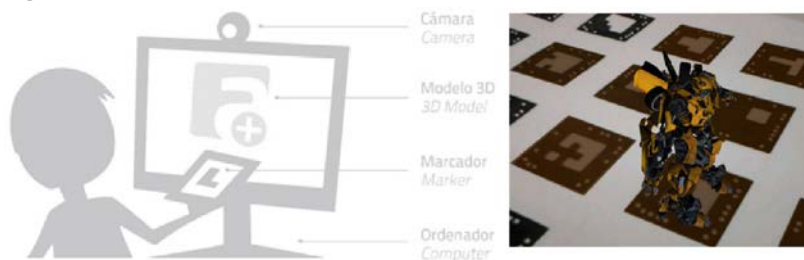 Cámara
Camera
Modelo 3D
3D Model
Marcador
Marker
Ordenador
Computer